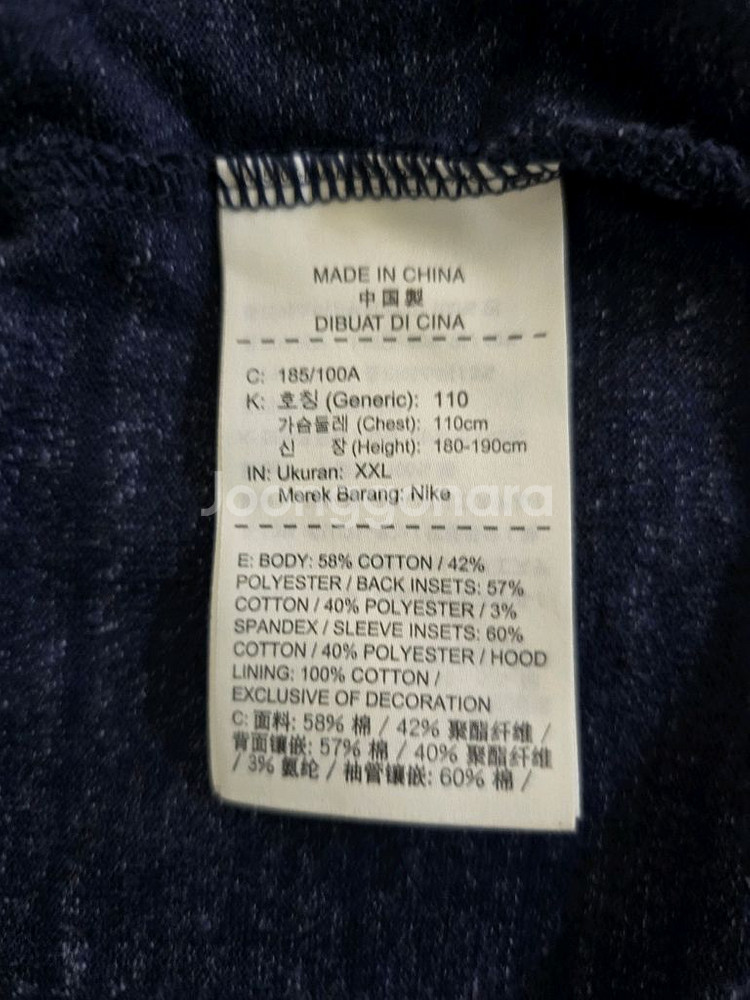 MADE IN CHINA
中国製
DIBUAT DI CINA
C: 185/100A
K: 호칭 (Generic): 110
가슴둘레 (Chest): 110cm
신 장 (Height): 180-190cm
IN: Ukuran: XXL
Merek Barang: Nike
Joonggonara
E: BODY: 58% COTTON / 42%
POLYESTER / BACK INSETS: 57%
COTTON / 40% POLYESTER / 3%
SPANDEX / SLEEVE INSETS: 60%
COTTON / 40% POLYESTER / HOOD
LINING: 100% COTTON /
EXCLUSIVE OF DECORATION
C: 面料: 58% 棉 / 42% 聚酯纤维 /
背面镶嵌: 57% 棉 / 40% 聚酯纤维
/ 3% 氨纶 / 袖管镶嵌: 60% 棉 /